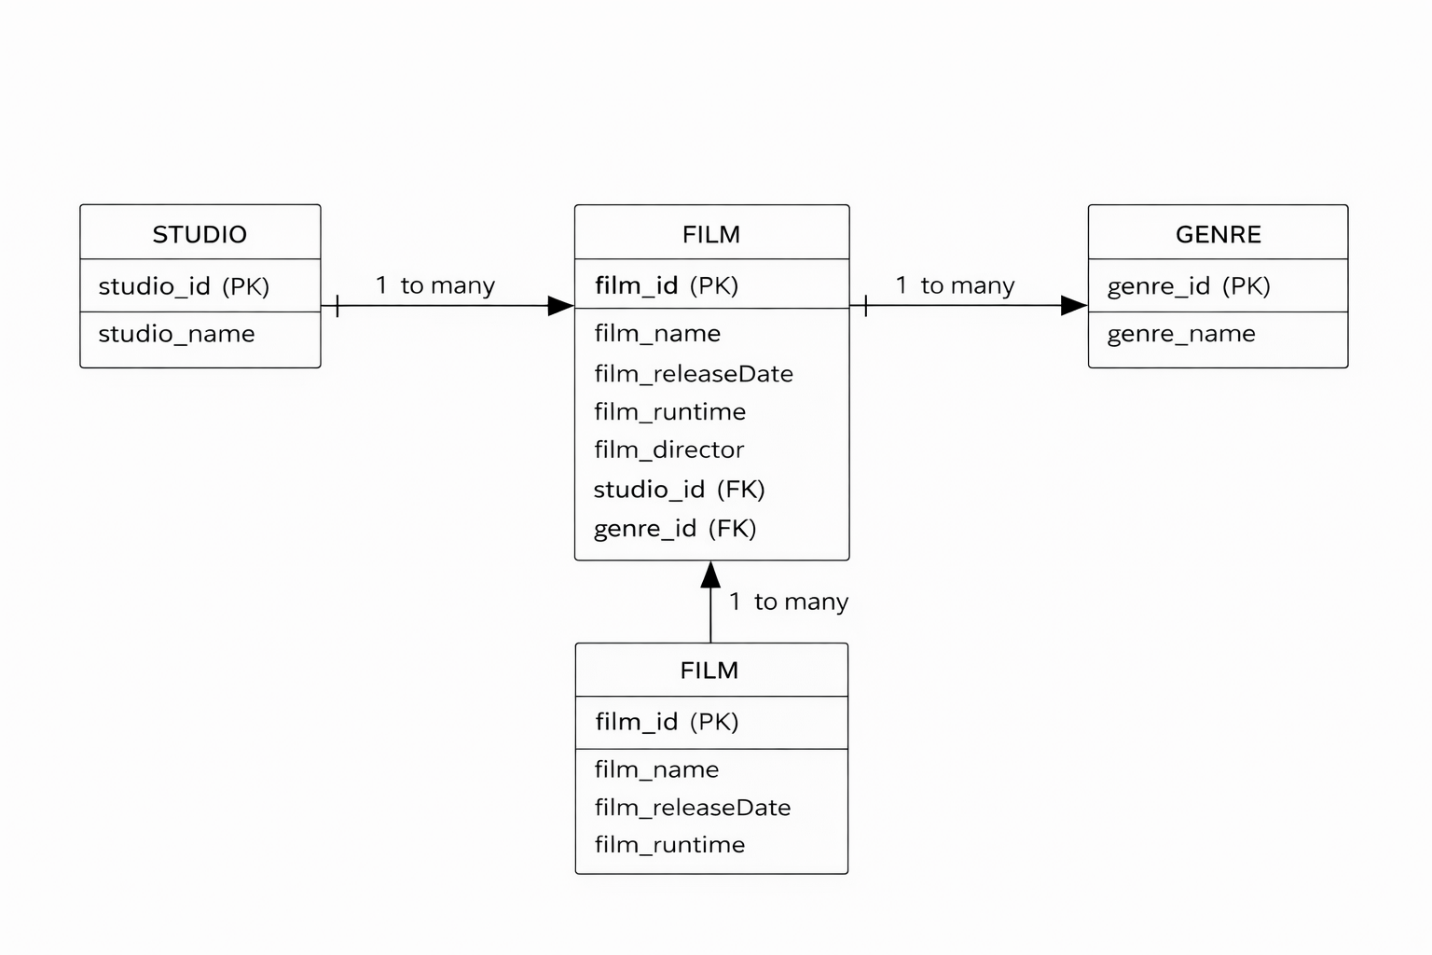 STUDIO
studio_id (PK)
studio_name
1 to many
FILM
film_id (PK)
film_name
film_releaseDate
film_runtime
film_director
studio_id (FK)
genre_id (FK)
1 to many
GENRE
genre_id (PK)
genre_name
1 to many
FILM
film_id (PK)
film_name
film_releaseDate
film_runtime